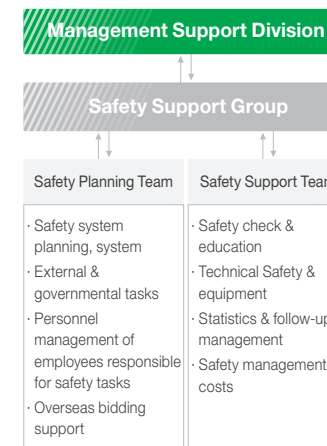 Management Support Division
Safety Support Group
Safety Planning Team
Safety Support Team
· Safety system
planning, system
· External &
governmental tasks
· Personnel
management of
employees responsible
for safety tasks
· Overseas bidding
support
· Safety check &
education
· Technical Safety &
equipment
· Statistics & follow-up
management
· Safety management
costs